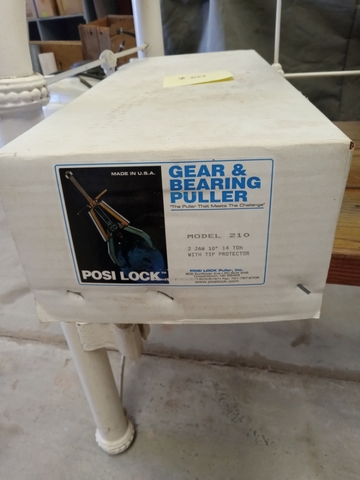 MADE IN U.S.A.
POSI LOCK
GEAR &
BEARING
PULLER
"The Puller That Meets The Challenge"
MODEL 210
2 JAW 10" 14 TON
WITH TIP PROTECTOR
POSI LOCK Puller, Inc.